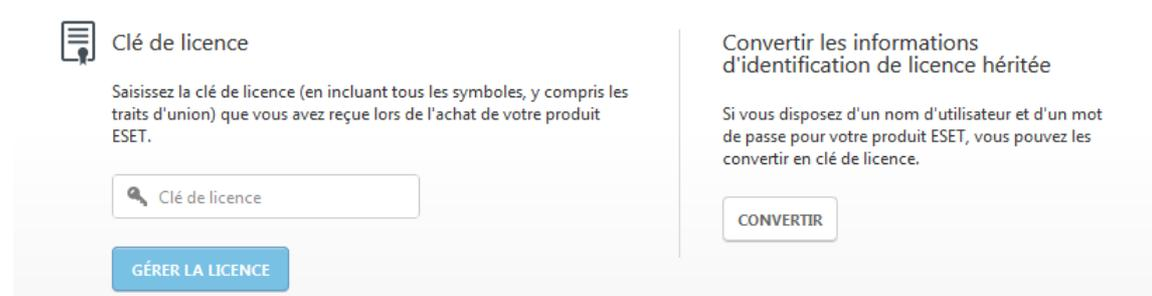 Clé de licence
Saisissez la clé de licence (en incluant tous les symboles, y compris les
traits d'union) que vous avez reçue lors de l'achat de votre produit
ESET.
Clé de licence
GÉRER LA LICENCE
Convertir les informations
d'identification de licence héritée
Si vous disposez d'un nom d'utilisateur et d'un mot
de passe pour votre produit ESET, vous pouvez les
convertir en clé de licence.
CONVERTIR